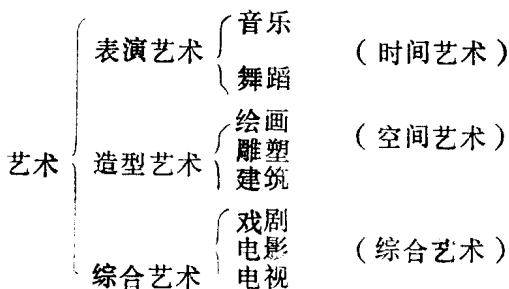 音乐
表演艺术 (时间艺术)
舞蹈
绘画
(空间艺术)
雕塑
艺术 造型艺术
建筑
戏剧
电影 (综合艺术)
综合艺术 电视